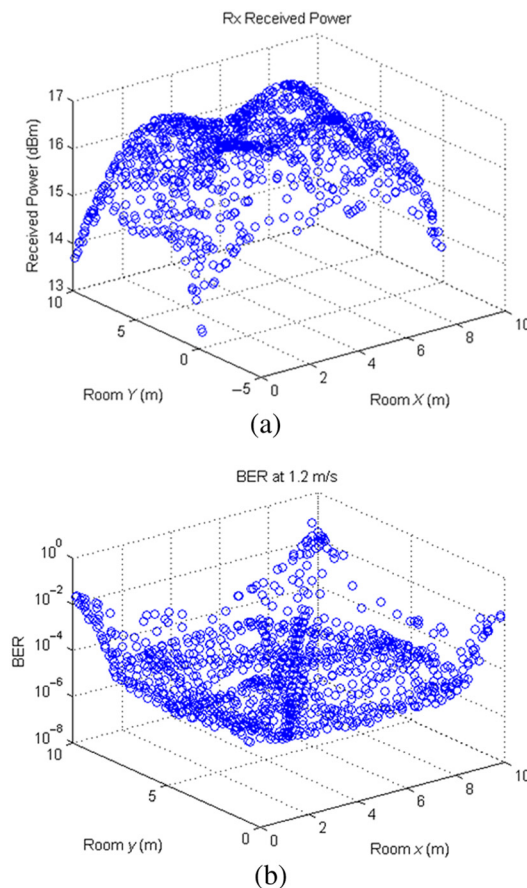 Rx Received Power
17
16
15
14
13
Received Power (dBm)
10
5
0
−5
Room Y (m)
0
2
4
6
8
10
Room X (m)
(a)
BER at 1.2 m/s
10^0
10^-2
10^-4
10^-6
10^-8
BER
10
5
0
Room y (m)
0
2
4
6
8
10
Room x (m)
(b)